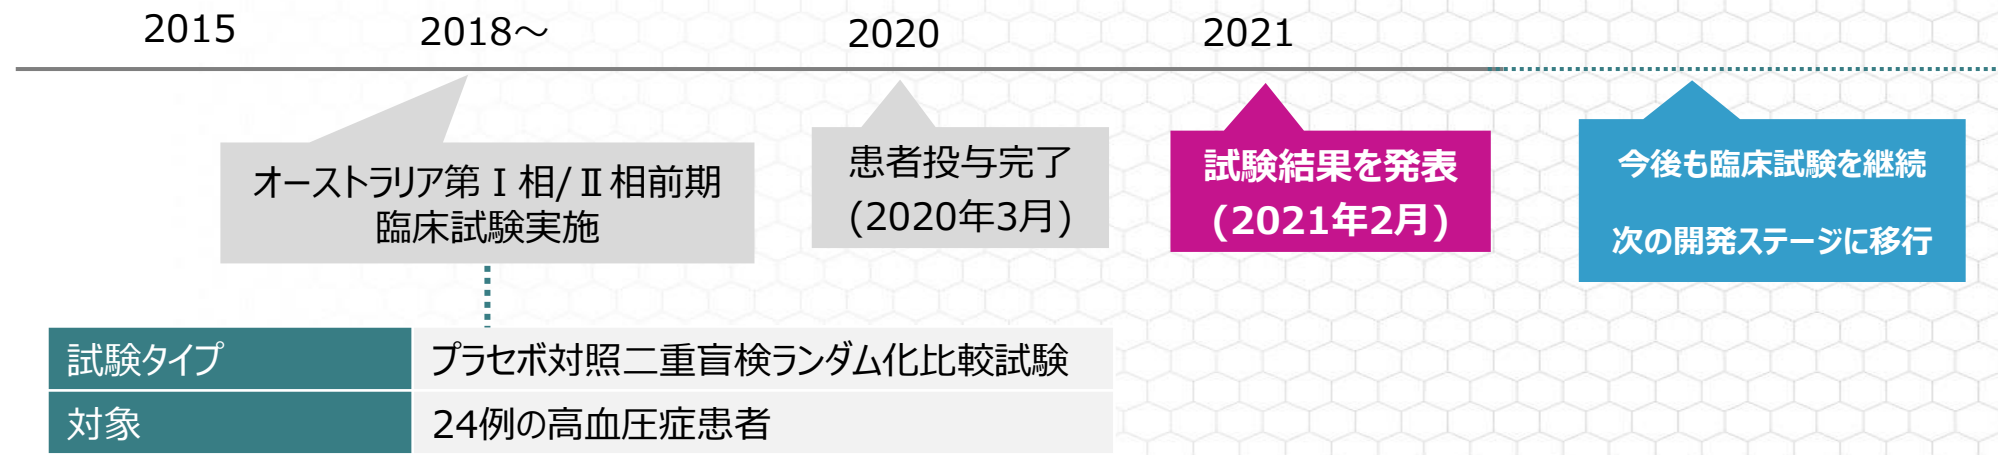 2015
2018～
2020
2021
オーストラリア第Ⅰ相/Ⅱ相前期
臨床試験実施
患者投与完了
(2020年3月)
試験結果を発表
(2021年2月)
今後も臨床試験を継続
次の開発ステージに移行
試験タイプ
プラセボ対照二重盲検ランダム化比較試験
対象
24例の高血圧症患者